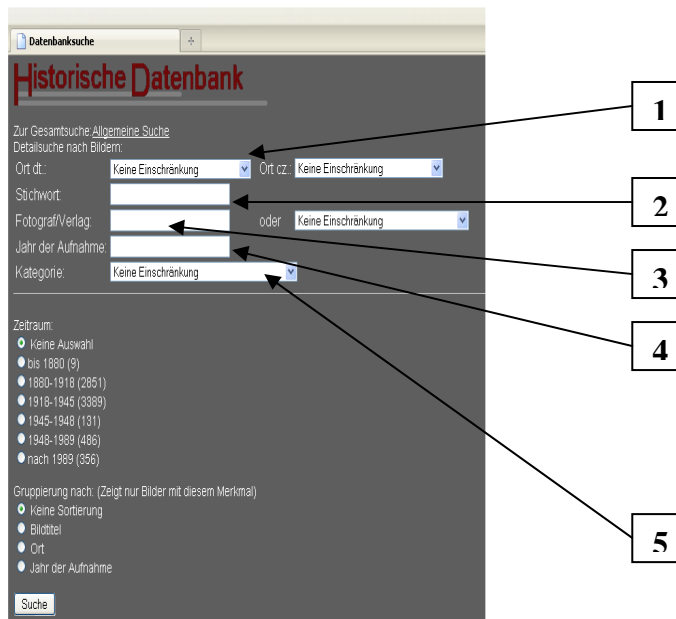 Datenbanksuche
Historische Datenbank
Zur Gesamtsuche:Allgemeine Suche
Detailsuche nach Bildern:
Ort dt.: Keine Einschränkung Ort cz.: Keine Einschränkung
Stichwort:
Fotograf/Verlag: oder Keine Einschränkung
Jahr der Aufnahme:
Kategorie: Keine Einschränkung
Zeitraum:
Keine Auswahl
bis 1880 (9)
1880-1918 (2851)
1918-1945 (3389)
1945-1948 (131)
1948-1989 (486)
nach 1989 (356)
Gruppierung nach: (Zeigt nur Bilder mit diesem Merkmal)
Keine Sortierung
Bildtitel
Ort
Jahr der Aufnahme
Suche
1
2
3
4
5